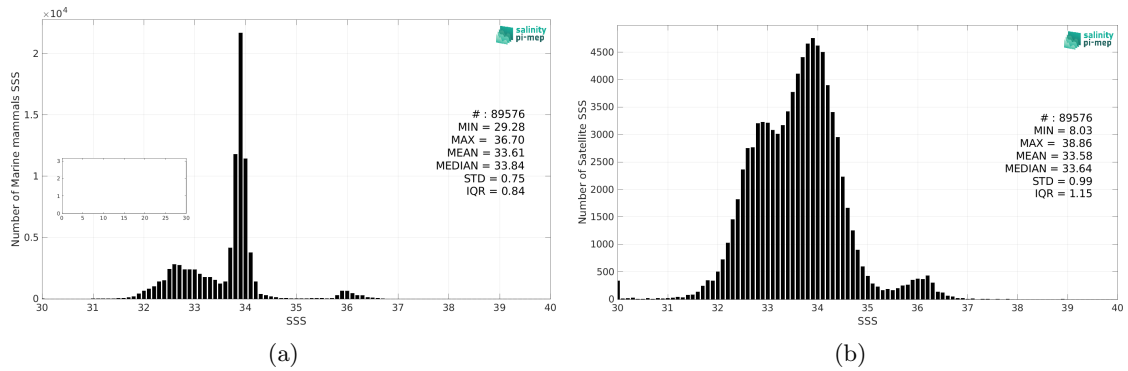 ×10^4
Number of Marine mammals SSS
2
1.5
1
0.5
0
salinity
pi-mep
# : 89576
MIN = 29.28
MAX = 36.70
MEAN = 33.61
MEDIAN = 33.84
STD = 0.75
IQR = 0.84
3
2
1
0
0 5 10 15 20 25 30
30 31 32 33 34 35 36 37 38 39 40
SSS
(a)
Number of Satellite SSS
4500
4000
3500
3000
2500
2000
1500
1000
500
0
salinity
pi-mep
# : 89576
MIN = 8.03
MAX = 38.86
MEAN = 33.58
MEDIAN = 33.64
STD = 0.99
IQR = 1.15
30 31 32 33 34 35 36 37 38 39 40
SSS
(b)